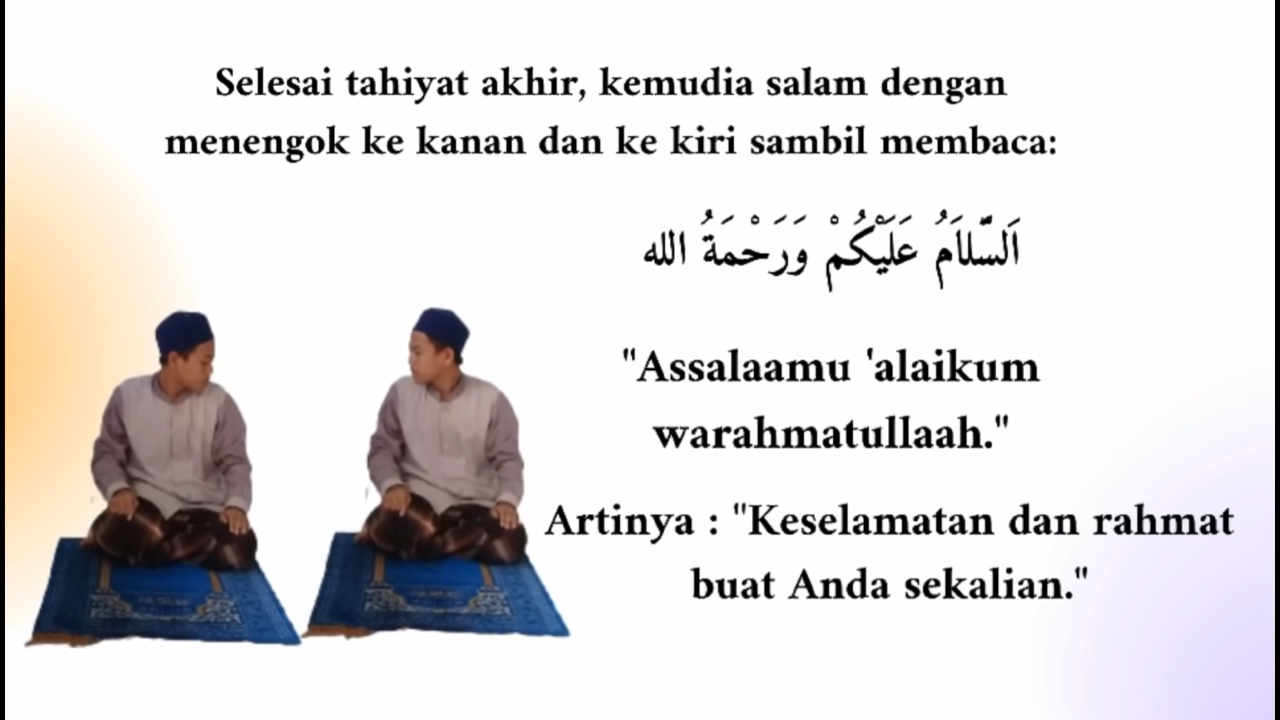 Selesai tahiyat akhir, kemudia salam dengan
menengok ke kanan dan ke kiri sambil membaca:
اَلسَّلاَمُ عَلَيْكُمْ وَرَحْمَةُ الله
"Assalaamu 'alaikum
warahmatullaah."
Artinya : "Keselamatan dan rahmat
buat Anda sekalian."